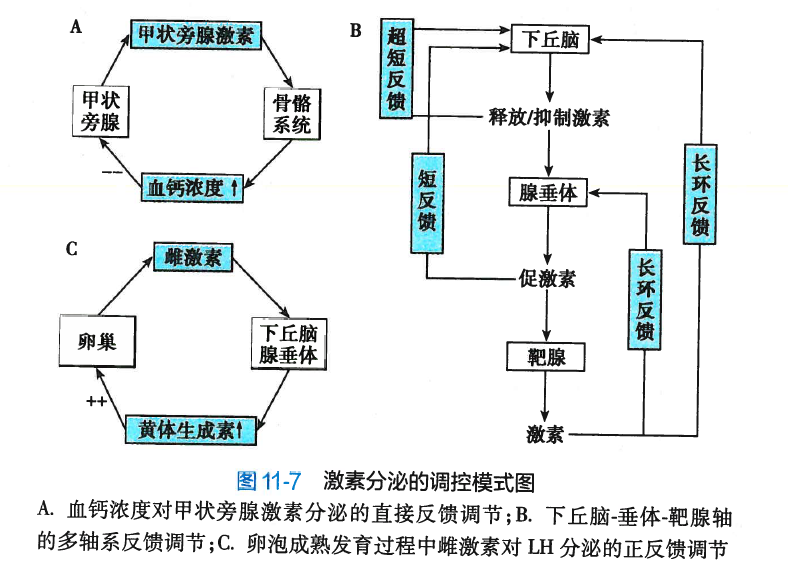 A
甲状旁腺激素
甲状
旁腺
骨骼
系统
--
血钙浓度↑
B
超短反馈
下丘脑
释放/抑制激素
短反馈
腺垂体
长环反馈
促激素
长环反馈
靶腺
激素
C
雌激素
卵巢
下丘脑
腺垂体
++
黄体生成素↑
图 11-7 激素分泌的调控模式图
A. 血钙浓度对甲状旁腺激素分泌的直接反馈调节;B. 下丘脑-垂体-靶腺轴
的多轴系反馈调节;C. 卵泡成熟发育过程中雌激素对 LH 分泌的正反馈调节